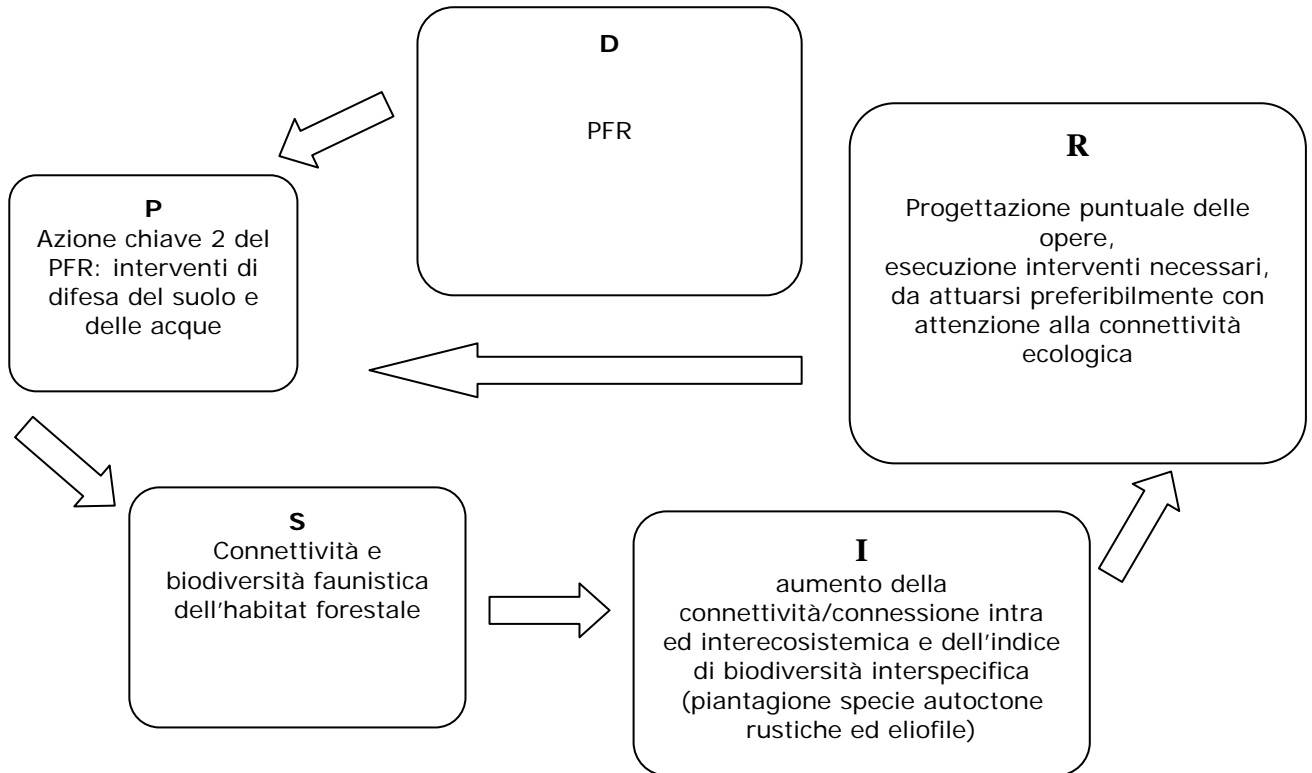 D
PFR
P
Azione chiave 2 del
PFR: interventi di
difesa del suolo e
delle acque
S
Connettività e
biodiversità faunistica
dell'habitat forestale
I
aumento della
connettività/connessione intra
ed interecosistemica e dell'indice
di biodiversità interspecifica
(piantagione specie autoctone
rustiche ed eliofile)
R
Progettazione puntuale delle
opere,
esecuzione interventi necessari,
da attuarsi preferibilmente con
attenzione alla connettività
ecologica